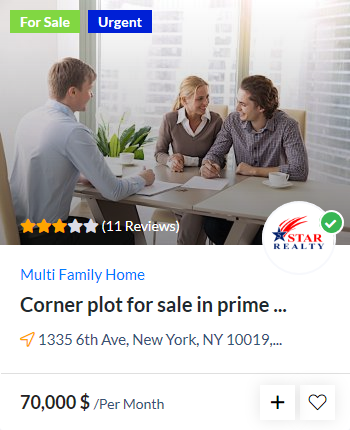 For Sale
Urgent
(11 Reviews)
STAR
REALTY
Multi Family Home
Corner plot for sale in prime ...
1335 6th Ave, New York, NY 10019,...
70,000 $ /Per Month